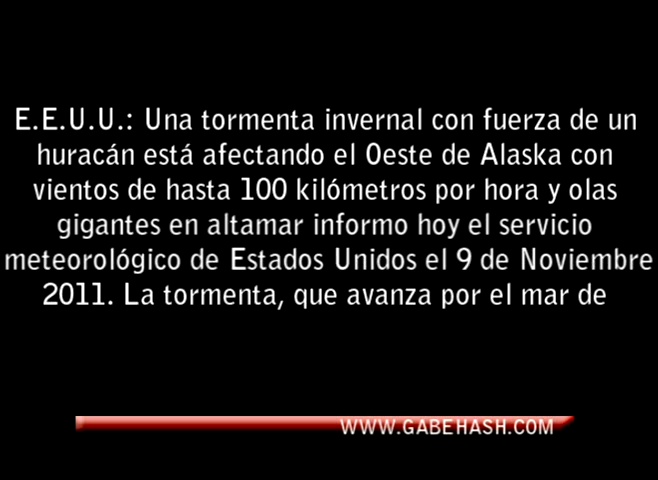 E.E.U.U.: Una tormenta invernal con fuerza de un
huracán está afectando el Oeste de Alaska con
vientos de hasta 100 kilómetros por hora y olas
gigantes en altamar informo hoy el servicio
meteorológico de Estados Unidos el 9 de Noviembre
2011. La tormenta, que avanza por el mar de
WWW.GABEHASH.COM